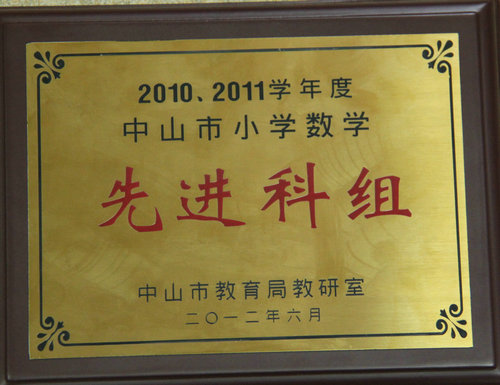 2010、2011学年度
中山市小学数学
先进科组
中山市教育局教研室
二〇一二年六月